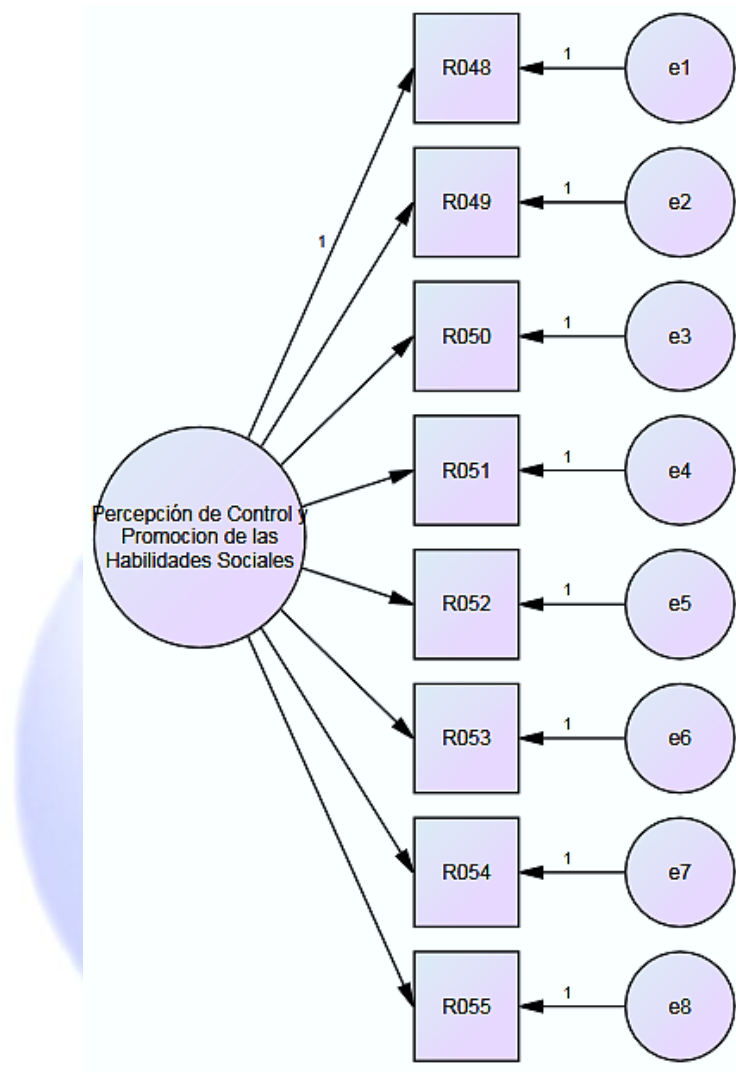 R048
1
e1
R049
1
e2
1
R050
1
e3
R051
1
e4
Percepción de Control y
Promocion de las
Habilidades Sociales
R052
1
e5
R053
1
e6
R054
1
e7
R055
1
e8